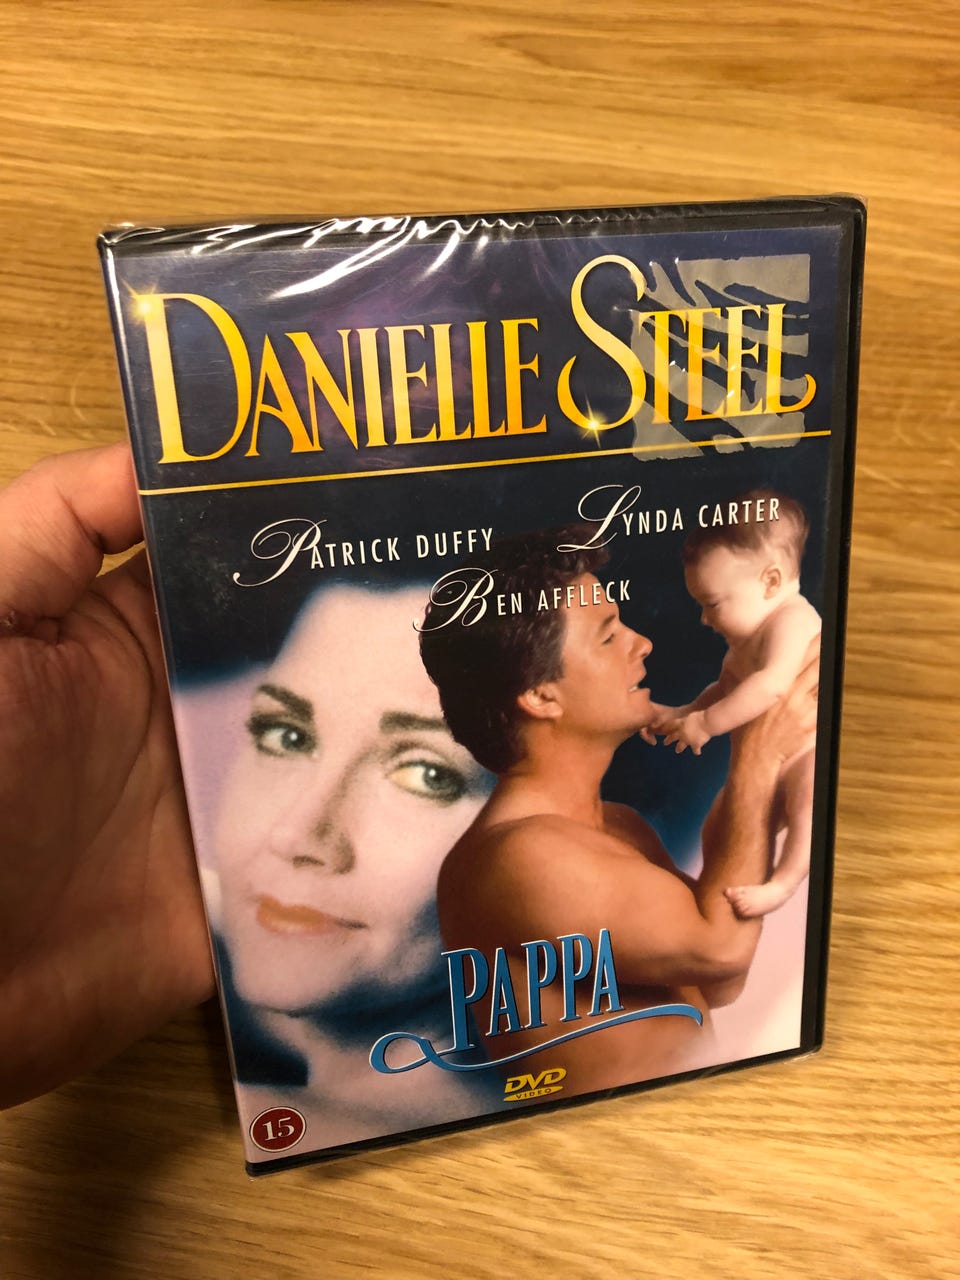 DANIELLE STEEL
PATRICK DUFFY
LYNDA CARTER
BEN AFFLECK
PAPPA
DVD
VIDEO
15